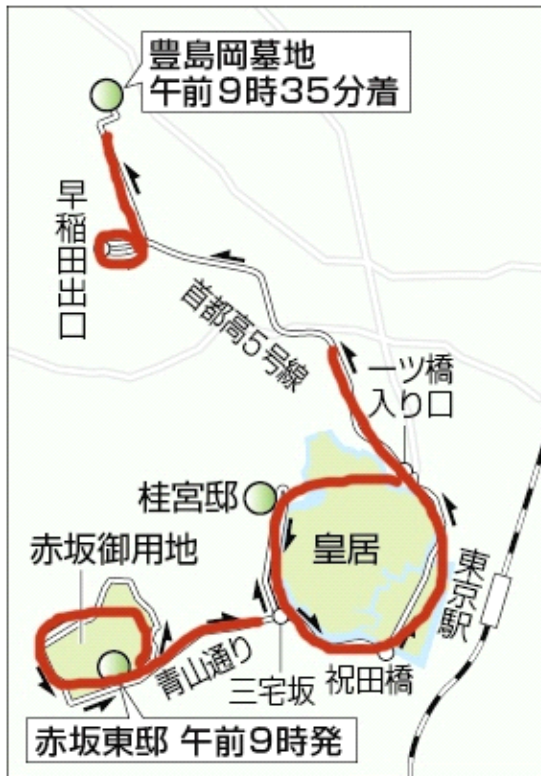 豊島岡墓地
午前9時35分着
早稲田出口
首都高5号線
一ツ橋
入り口
桂宮邸
皇居
赤坂御用地
東京駅
青山通り
三宅坂
祝田橋
赤坂東邸 午前9時発